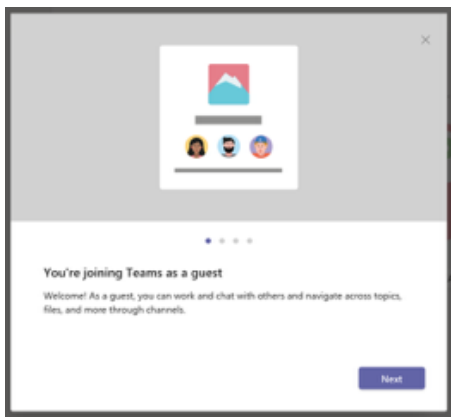 You're joining Teams as a guest
Welcome! As a guest, you can work and chat with others and navigate across topics,
files, and more through channels.
Next